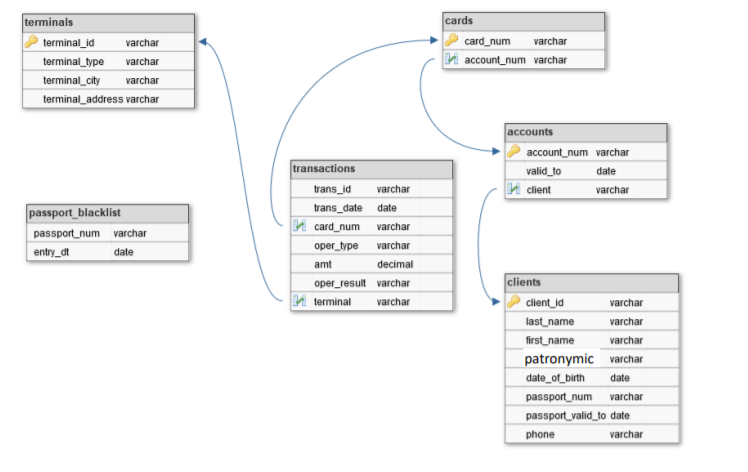 terminals
terminal_id varchar
terminal_type varchar
terminal_city varchar
terminal_address varchar
cards
card_num varchar
account_num varchar
accounts
account_num varchar
valid_to date
client varchar
transactions
trans_id varchar
trans_date date
card_num varchar
oper_type varchar
amt decimal
oper_result varchar
terminal varchar
passport_blacklist
passport_num varchar
entry_dt date
clients
client_id varchar
last_name varchar
first_name varchar
patronymic varchar
date_of_birth date
passport_num varchar
passport_valid_to date
phone varchar